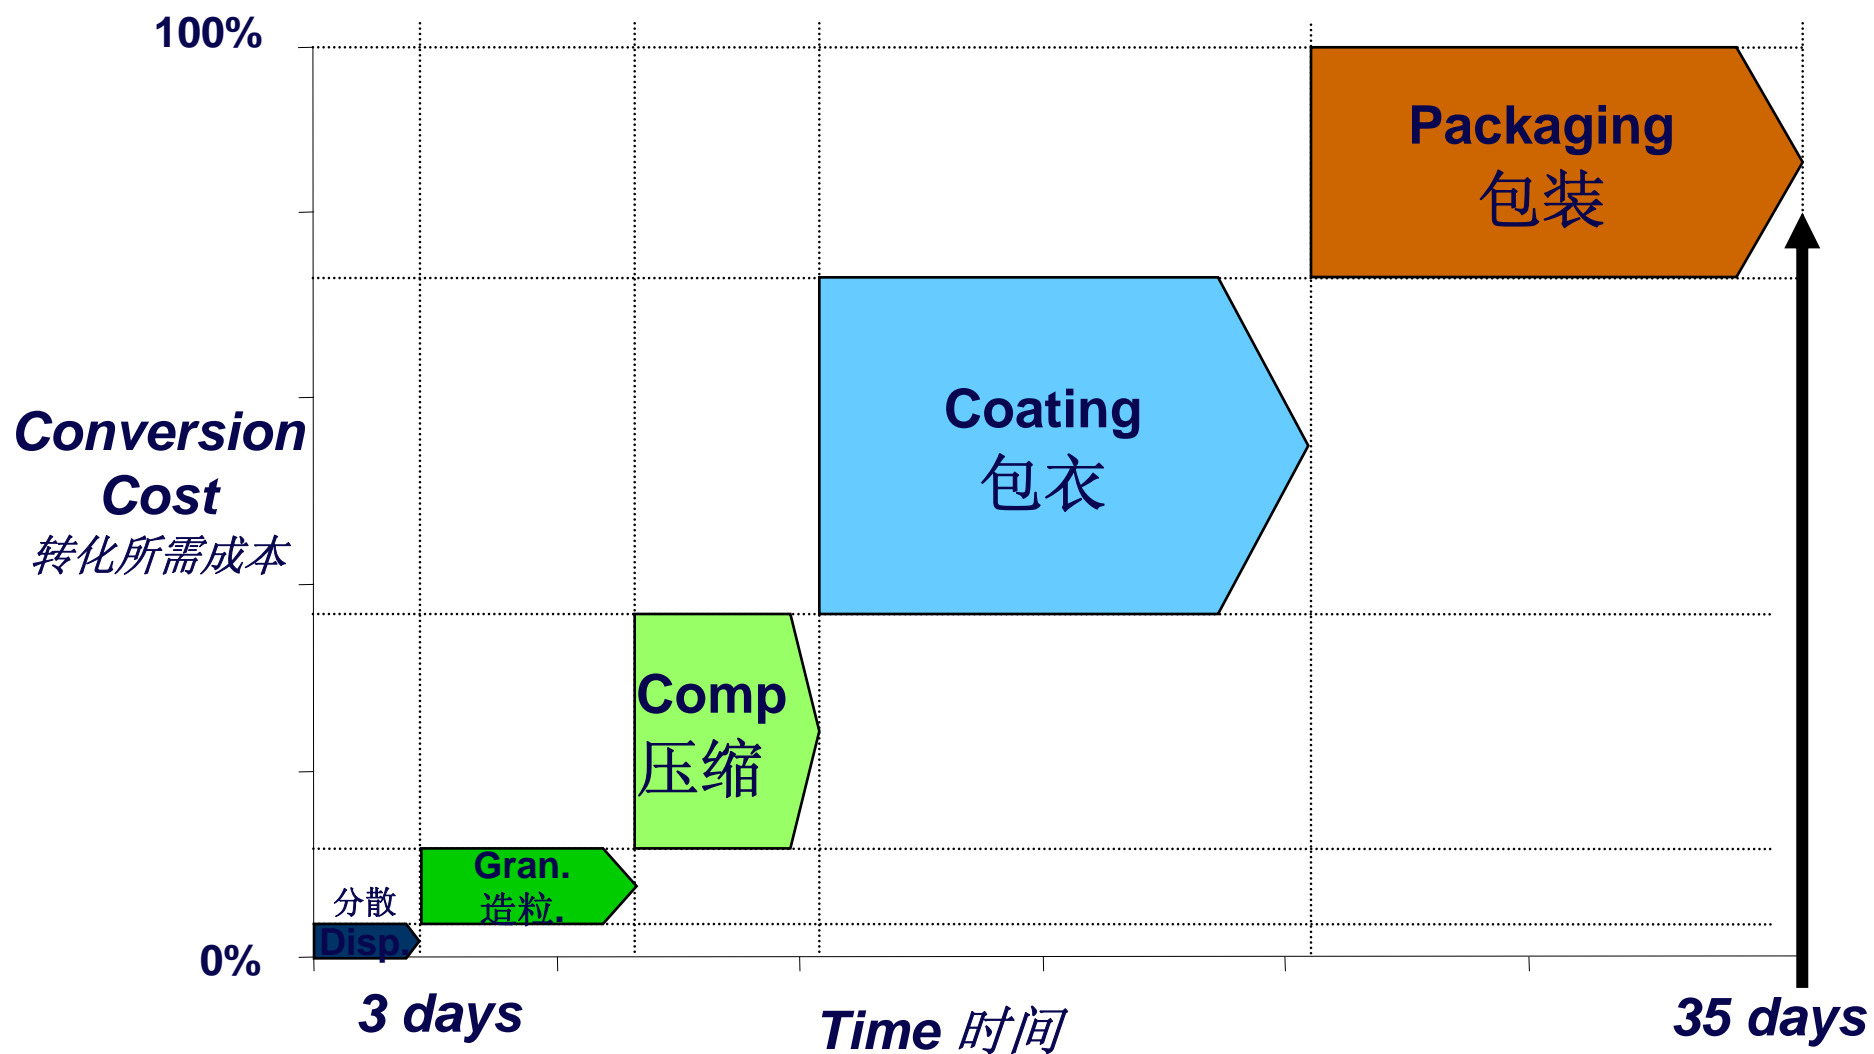 100%
Packaging
包装
Coating
包衣
Conversion
Cost
转化所需成本
Comp
压缩
Gran.
造粒.
分散
Disp.
0%
3 days
Time 时间
35 days